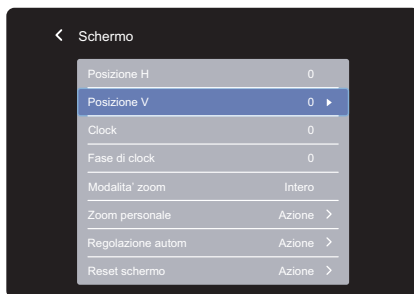 Schermo
Posizione H 0
Posizione V 0
Clock 0
Fase di clock 0
Modalita' zoom Intero
Zoom personale Azione
Regolazione autom Azione
Reset schermo Azione